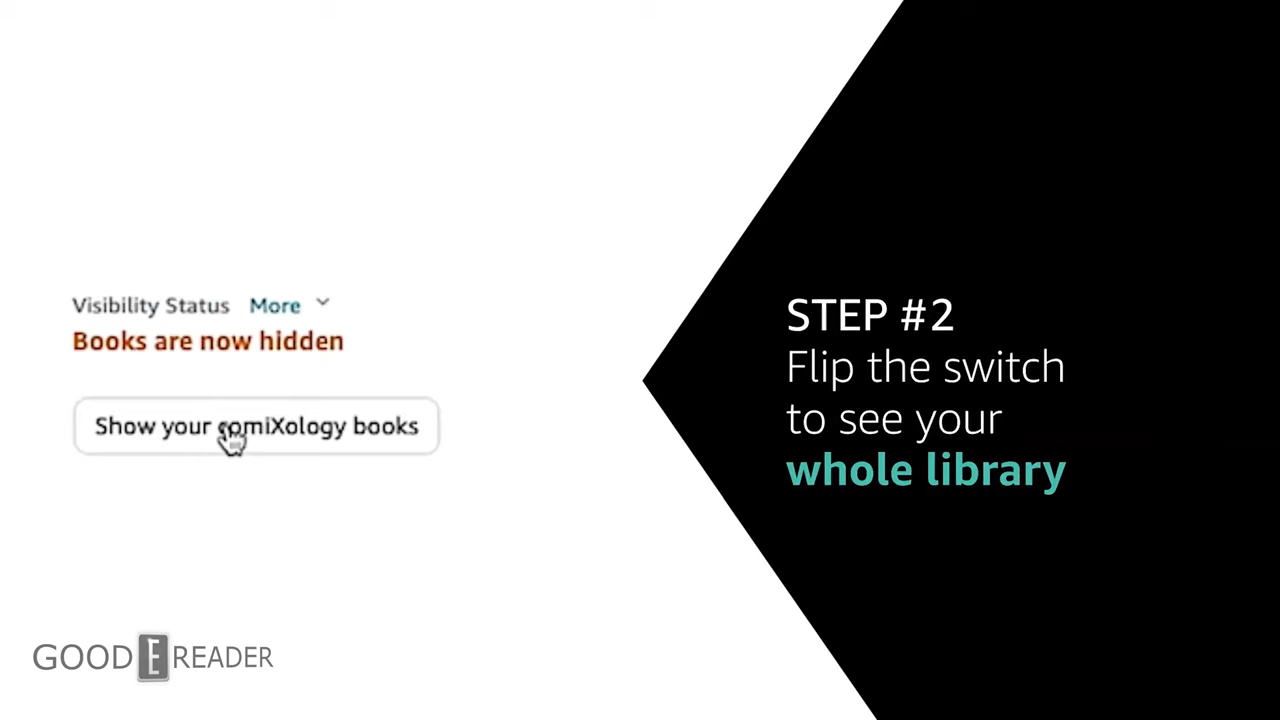 Visibility Status More
Books are now hidden
Show your comiXology books
STEP #2
Flip the switch
to see your
whole library
GOOD E READER